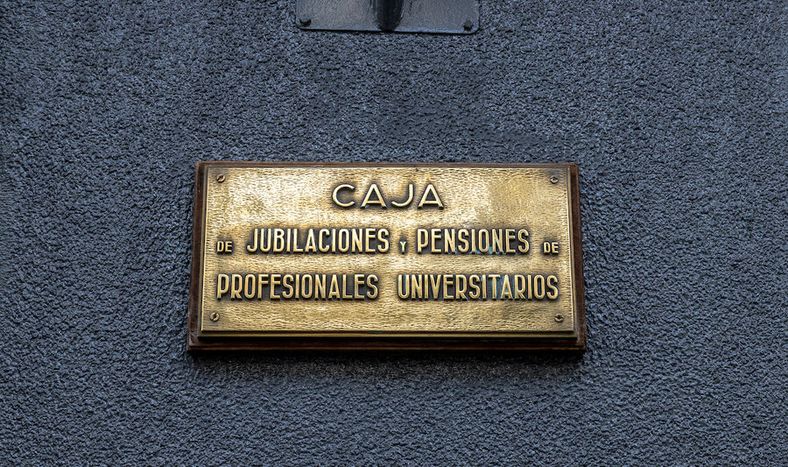 CAJA
DE JUBILACIONES Y PENSIONES DE
PROFESIONALES UNIVERSITARIOS